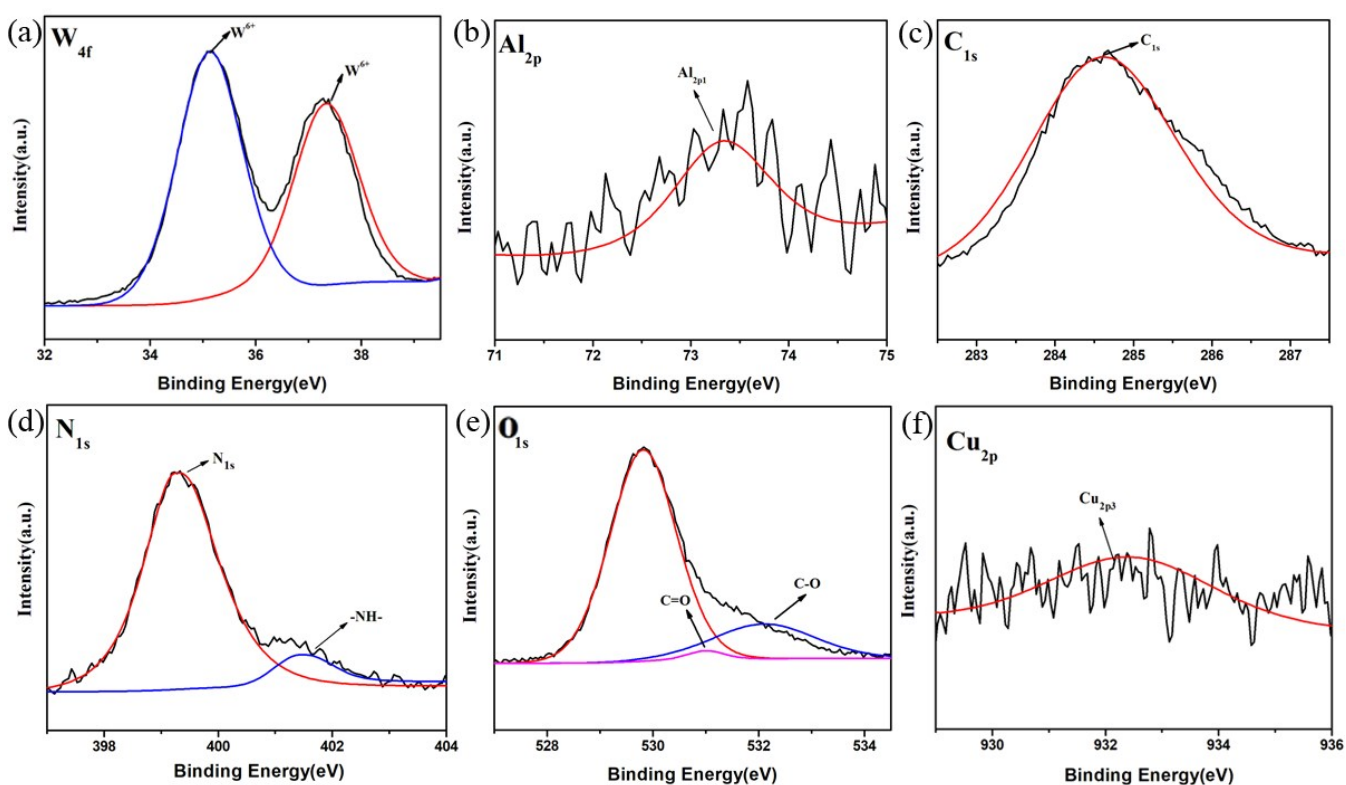 (a) W4f
W6+
W6+
Intensity(a.u.)
32 34 36 38
Binding Energy(eV)
(b) Al2p
Al2p1
Intensity(a.u.)
71 72 73 74 75
Binding Energy(eV)
(c) C1s
C1s
Intensity(a.u.)
283 284 285 286 287
Binding Energy(eV)
(d) N1s
N1s
-NH-
Intensity(a.u.)
398 400 402 404
Binding Energy(eV)
(e) O1s
C=O
C-O
Intensity(a.u.)
528 530 532 534
Binding Energy(eV)
(f) Cu2p
Cu2p3
Intensity(a.u.)
930 932 934 936
Binding Energy(eV)